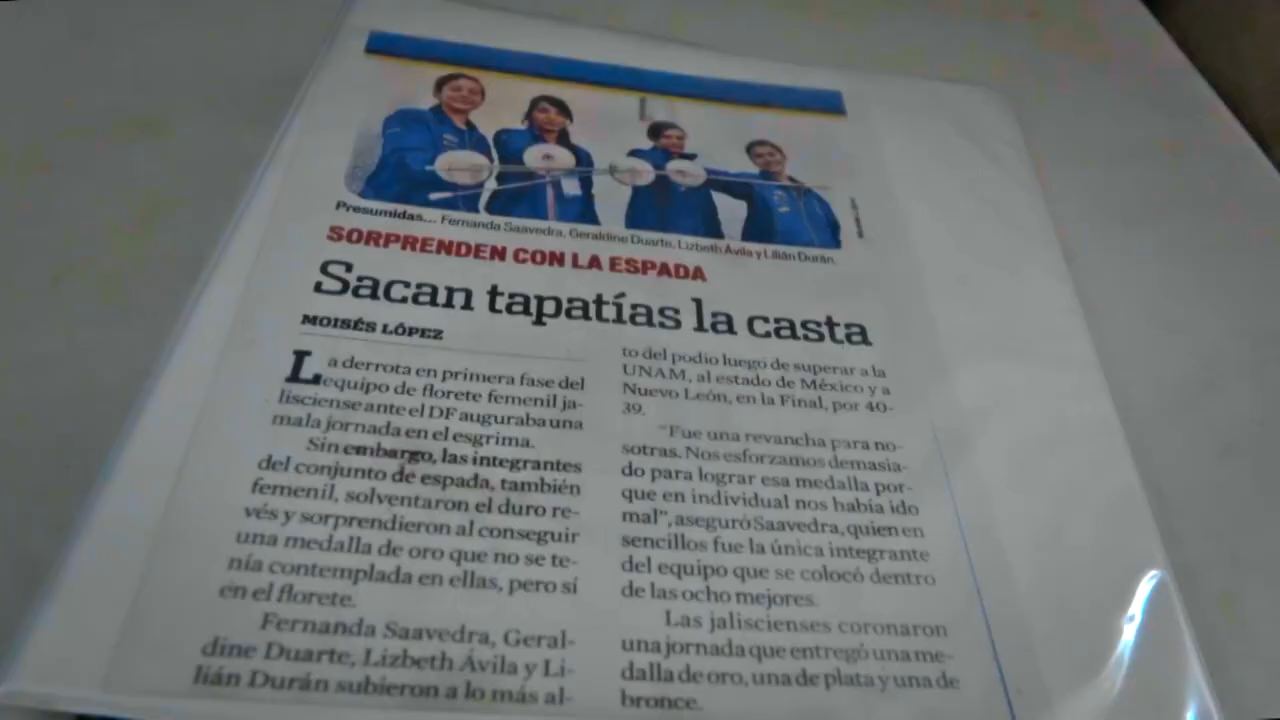 Presumidas... Fernanda Saavedra, Geraldine Duarte, Lizbeth Ávila y Lilián Durán.
SORPRENDEN CON LA ESPADA
Sacan tapatías la casta
MOISÉS LÓPEZ
La derrota en primera fase del
equipo de florete femenil ja-
lisciense ante el DF auguraba una
mala jornada en el esgrima.
Sin embargo, las integrantes
del conjunto de espada, también
femenil, solventaron el duro re-
vés y sorprendieron al conseguir
una medalla de oro que no se te-
nía contemplada en ellas, pero sí
en el florete.
Fernanda Saavedra, Geral-
dine Duarte, Lizbeth Ávila y Li-
lián Durán subieron a lo más al-
to del podio luego de superar a la
UNAM, al estado de México y a
Nuevo León, en la Final, por 40-
39.
"Fue una revancha para no-
sotras. Nos esforzamos demasia-
do para lograr esa medalla por-
que en individual nos había ido
mal", aseguró Saavedra, quien en
sencillos fue la única integrante
del equipo que se colocó dentro
de las ocho mejores.
Las jaliscienses coronaron
una jornada que entregó una me-
dalla de oro, una de plata y una de
bronce.